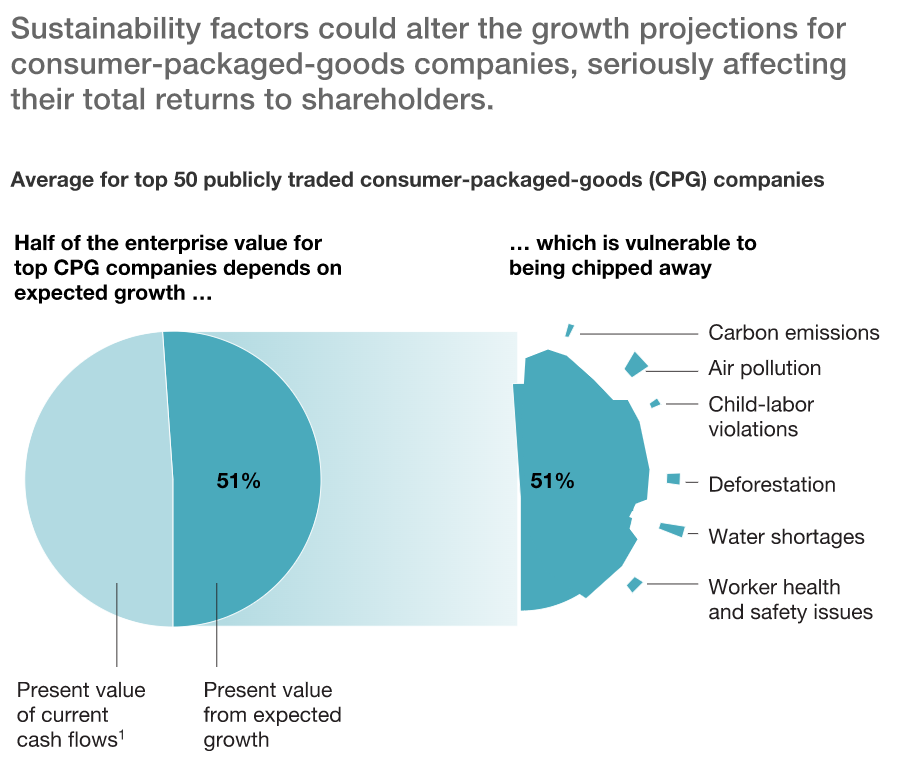 Sustainability factors could alter the growth projections for
consumer-packaged-goods companies, seriously affecting
their total returns to shareholders.
Average for top 50 publicly traded consumer-packaged-goods (CPG) companies
Half of the enterprise value for
top CPG companies depends on
expected growth …
… which is vulnerable to
being chipped away
51%
51%
Carbon emissions
Air pollution
Child-labor
violations
Deforestation
Water shortages
Worker health
and safety issues
Present value
of current
cash flows¹
Present value
from expected
growth